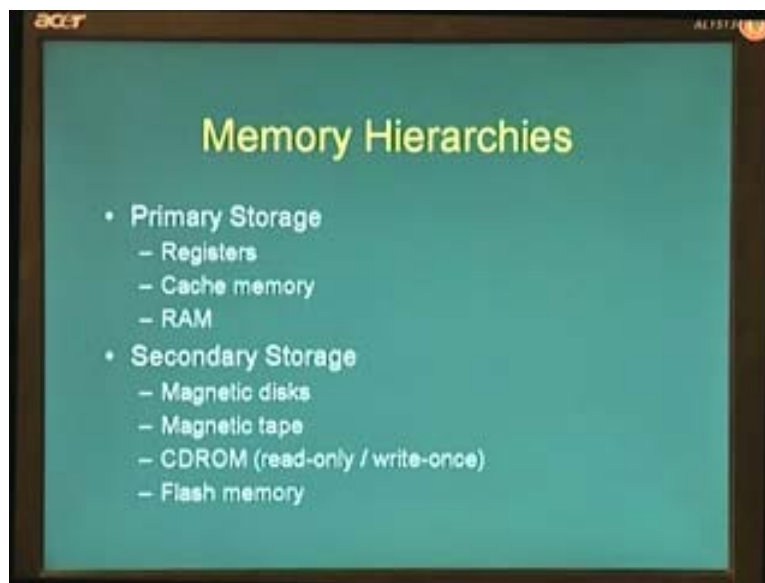 acer
Memory Hierarchies
• Primary Storage
– Registers
– Cache memory
– RAM
• Secondary Storage
– Magnetic disks
– Magnetic tape
– CDROM (read-only / write-once)
– Flash memory